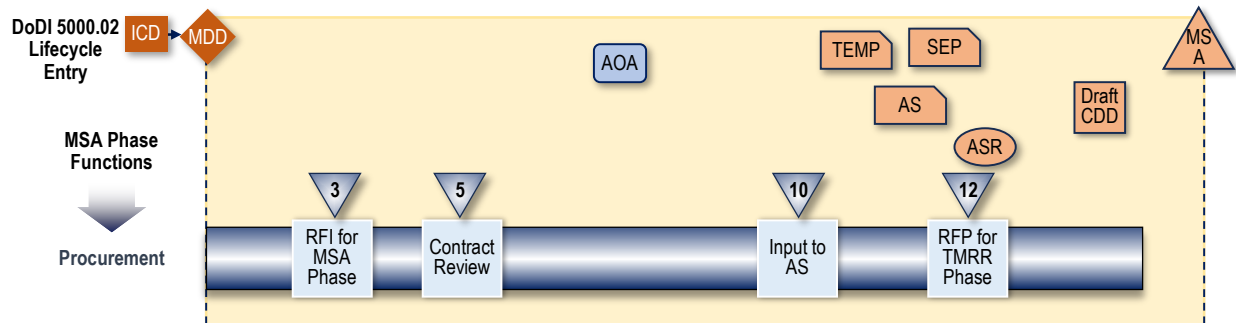 DoDI 5000.02
Lifecycle
Entry
ICD
MDD
AOA
TEMP
SEP
MS
A
AS
Draft
CDD
ASR
MSA Phase
Functions
3
5
10
12
Procurement
RFI for
MSA
Phase
Contract
Review
Input to
AS
RFP for
TMRR
Phase